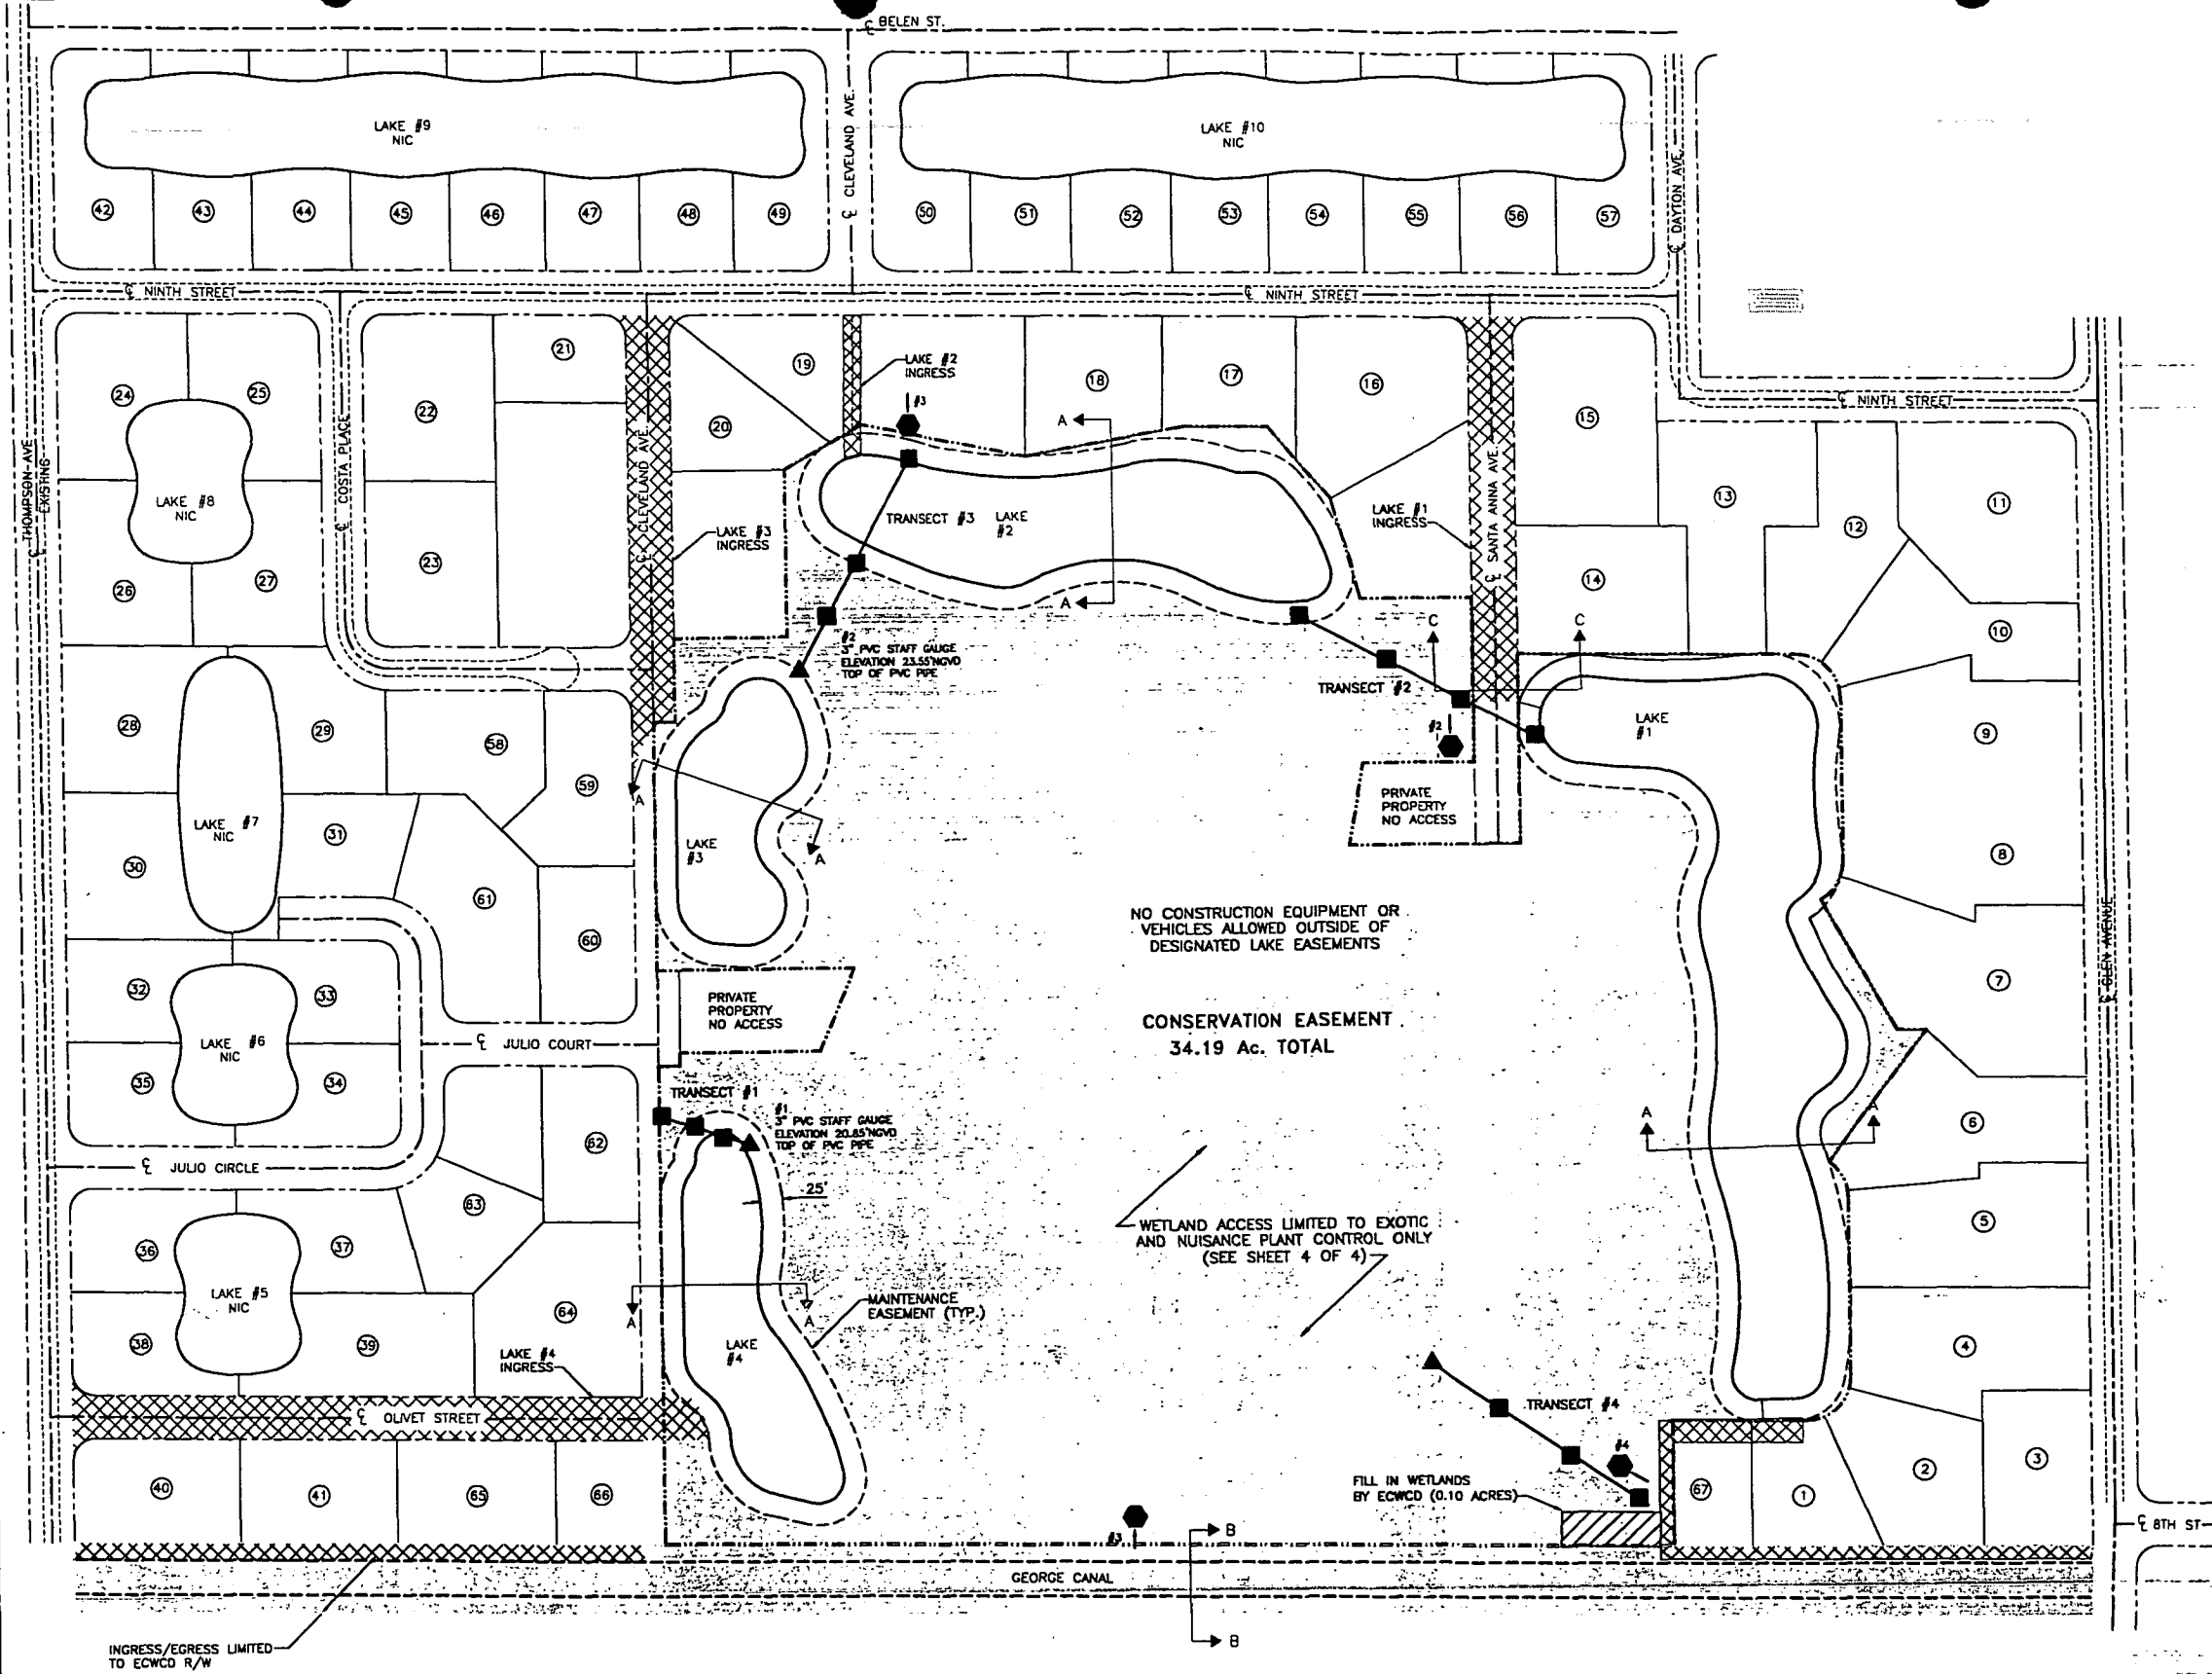 ℄ BELEN ST.
LAKE #9
NIC
℄ CLEVELAND AVE.
LAKE #10
NIC
℄ DAYTON AVE.
42
43
44
45
46
47
48
49
50
51
52
53
54
55
56
57
℄ NINTH STREET
℄ NINTH STREET
℄ NINTH STREET
℄ THOMPSON AVE
EXISTING
24
25
LAKE #8
NIC
26
27
℄ COSTA PLACE
22
21
23
℄ CLEVELAND AVE.
19
20
LAKE #2
INGRESS
#3
18
17
16
A
A
LAKE #3
INGRESS
TRANSECT #3
LAKE
#2
LAKE #1
INGRESS
℄ SANTA ANNA AVE.
15
14
13
12
11
10
#2
3" PVC STAFF GAUGE
ELEVATION 23.55'NGVD
TOP OF PVC PIPE
C
C
TRANSECT #2
#2
LAKE
#1
9
8
28
29
LAKE #7
NIC
30
31
58
59
61
60
A
A
LAKE
#3
PRIVATE
PROPERTY
NO ACCESS
NO CONSTRUCTION EQUIPMENT OR
VEHICLES ALLOWED OUTSIDE OF
DESIGNATED LAKE EASEMENTS
℄ GLEN AVENUE
7
32
33
LAKE #6
NIC
35
34
℄ JULIO COURT
PRIVATE
PROPERTY
NO ACCESS
CONSERVATION EASEMENT
34.19 Ac. TOTAL
TRANSECT #1
#1
3" PVC STAFF GAUGE
ELEVATION 20.85'NGVD
TOP OF PVC PIPE
A
A
6
℄ JULIO CIRCLE
62
63
25'
WETLAND ACCESS LIMITED TO EXOTIC
AND NUISANCE PLANT CONTROL ONLY
(SEE SHEET 4 OF 4)
5
36
37
LAKE #5
NIC
38
39
64
A
A
MAINTENANCE
EASEMENT (TYP.)
LAKE
#4
LAKE #4
INGRESS
4
℄ OLIVET STREET
TRANSECT #4
#4
40
41
65
66
FILL IN WETLANDS
BY ECWCD (0.10 ACRES)
67
1
2
3
#3
B
B
℄ 8TH ST
GEORGE CANAL
INGRESS/EGRESS LIMITED
TO ECWCD R/W